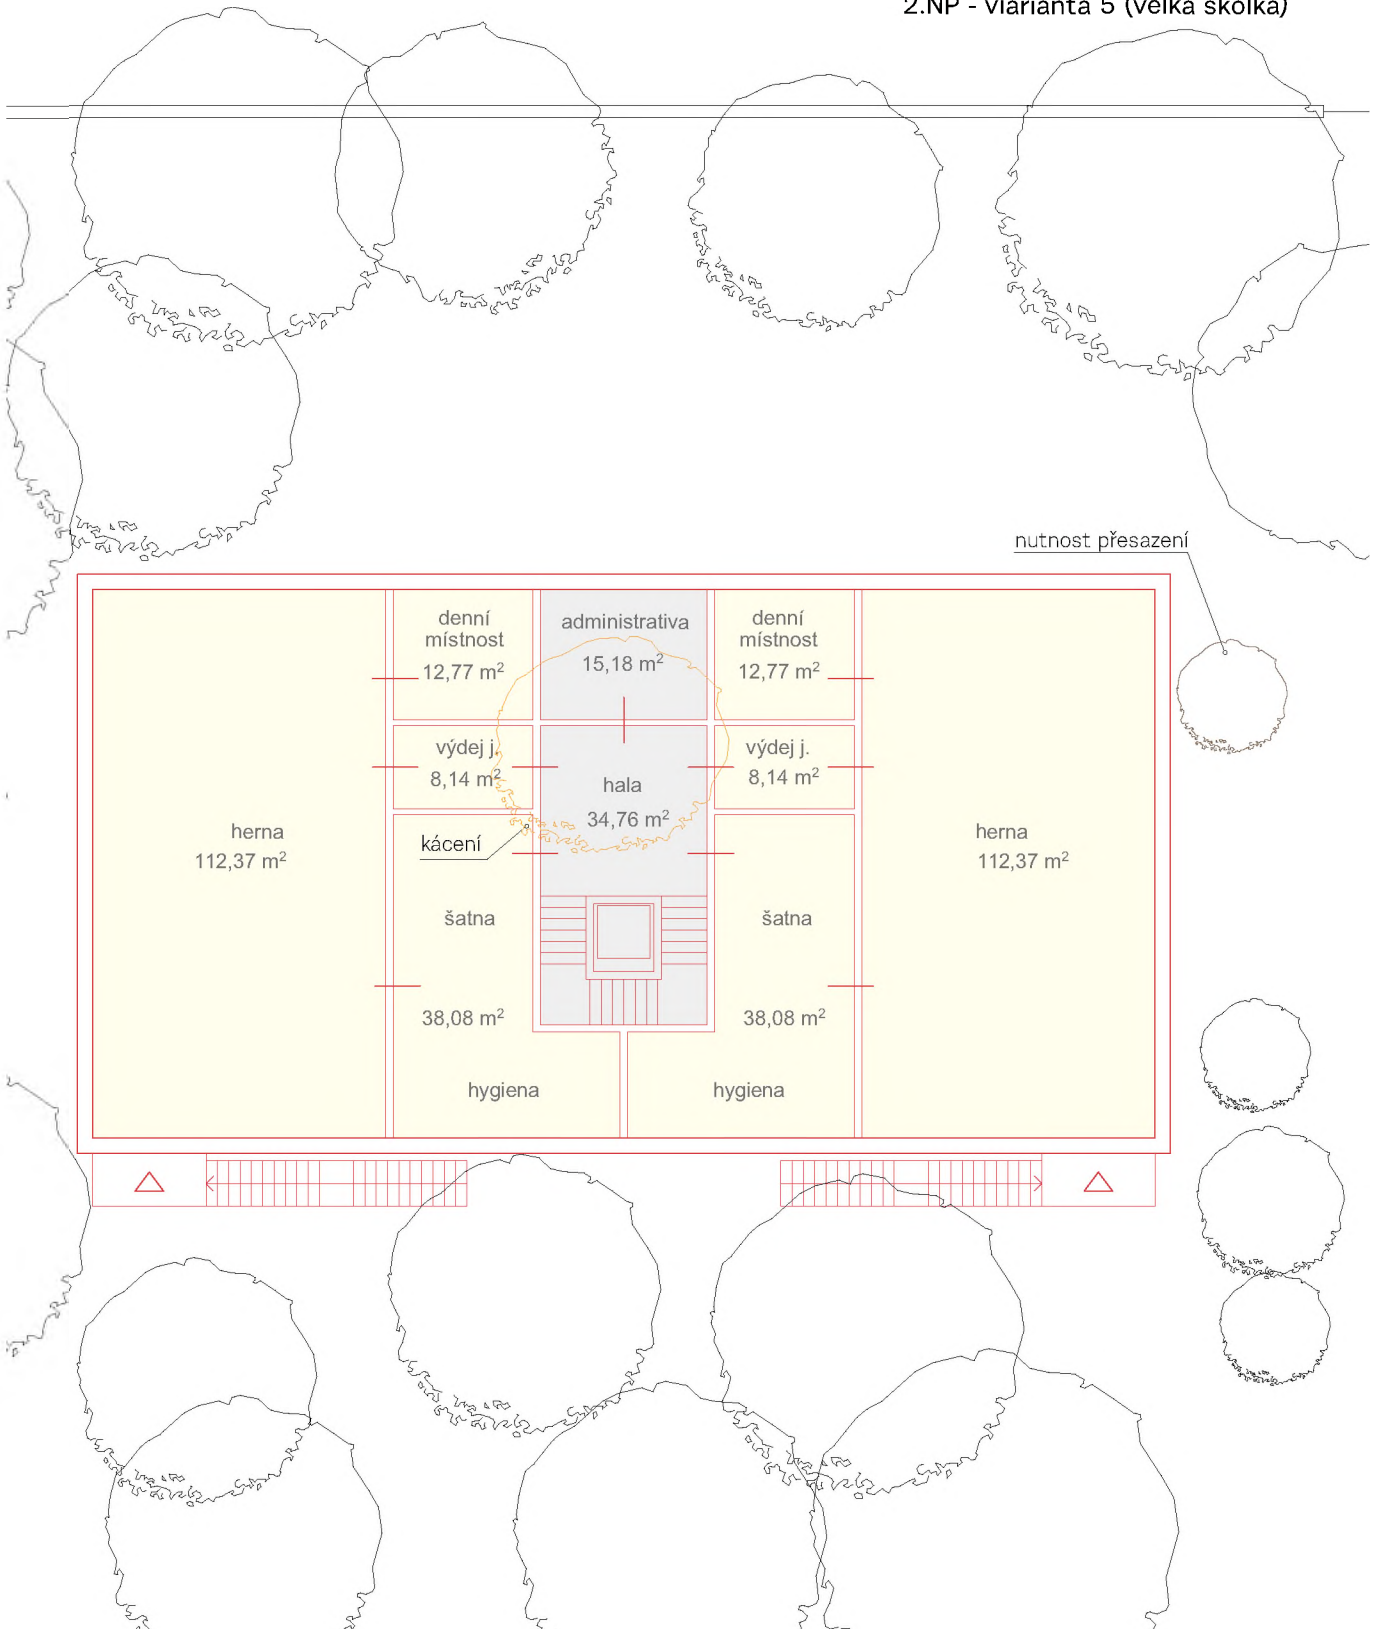 2.NP - vlarianta 5 (velká školka)
nutnost přesazení
denní
místnost
12,77 m²
administrativa
15,18 m²
denní
místnost
12,77 m²
výdej j.
8,14 m²
hala
34,76 m²
výdej j.
8,14 m²
herna
112,37 m²
kácení
herna
112,37 m²
šatna
šatna
38,08 m²
38,08 m²
hygiena
hygiena